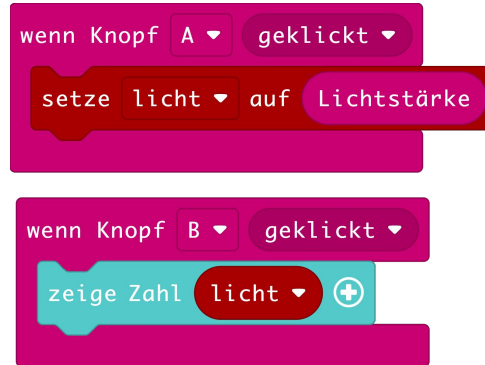 wenn Knopf A geklickt
setze licht auf Lichtstärke
wenn Knopf B geklickt
zeige Zahl licht